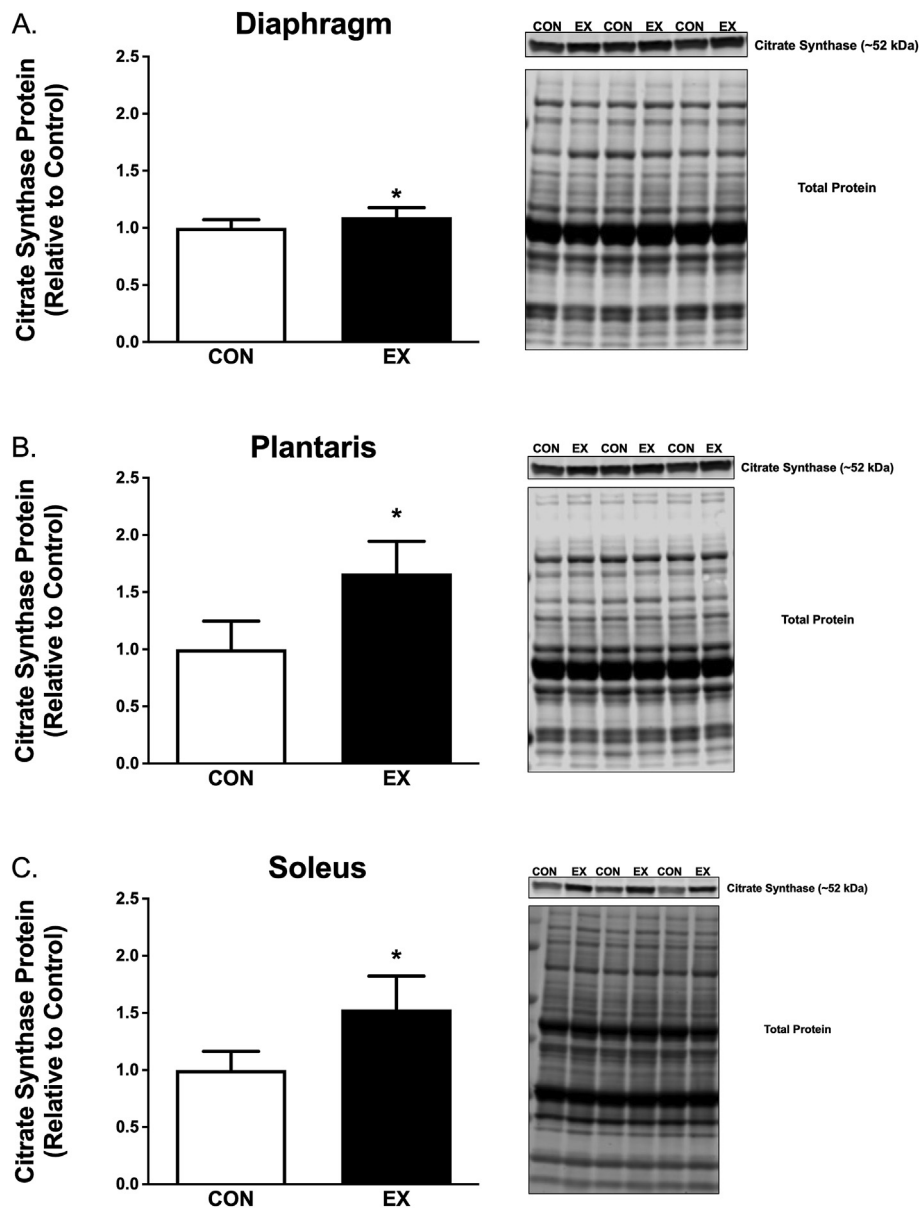 A.
Diaphragm
Citrate Synthase Protein
(Relative to Control)
2.5
2.0
1.5
1.0
0.5
0.0
*
CON
EX
CON EX CON EX CON EX
Citrate Synthase (~52 kDa)
Total Protein
B.
Plantaris
Citrate Synthase Protein
(Relative to Control)
2.5
2.0
1.5
1.0
0.5
0.0
*
CON
EX
CON EX CON EX CON EX
Citrate Synthase (~52 kDa)
Total Protein
C.
Soleus
Citrate Synthase Protein
(Relative to Control)
2.5
2.0
1.5
1.0
0.5
0.0
*
CON
EX
CON EX CON EX CON EX
Citrate Synthase (~52 kDa)
Total Protein